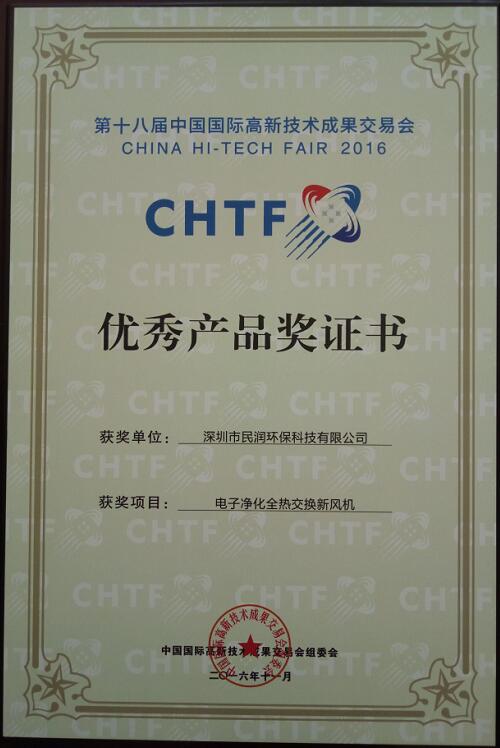 第十八届中国国际高新技术成果交易会
CHINA HI-TECH FAIR 2016
CHTF
优秀产品奖证书
获奖单位：深圳市民润环保科技有限公司
获奖项目：电子净化全热交换新风机
中国国际高新技术成果交易会组委会
二〇一六年十一月